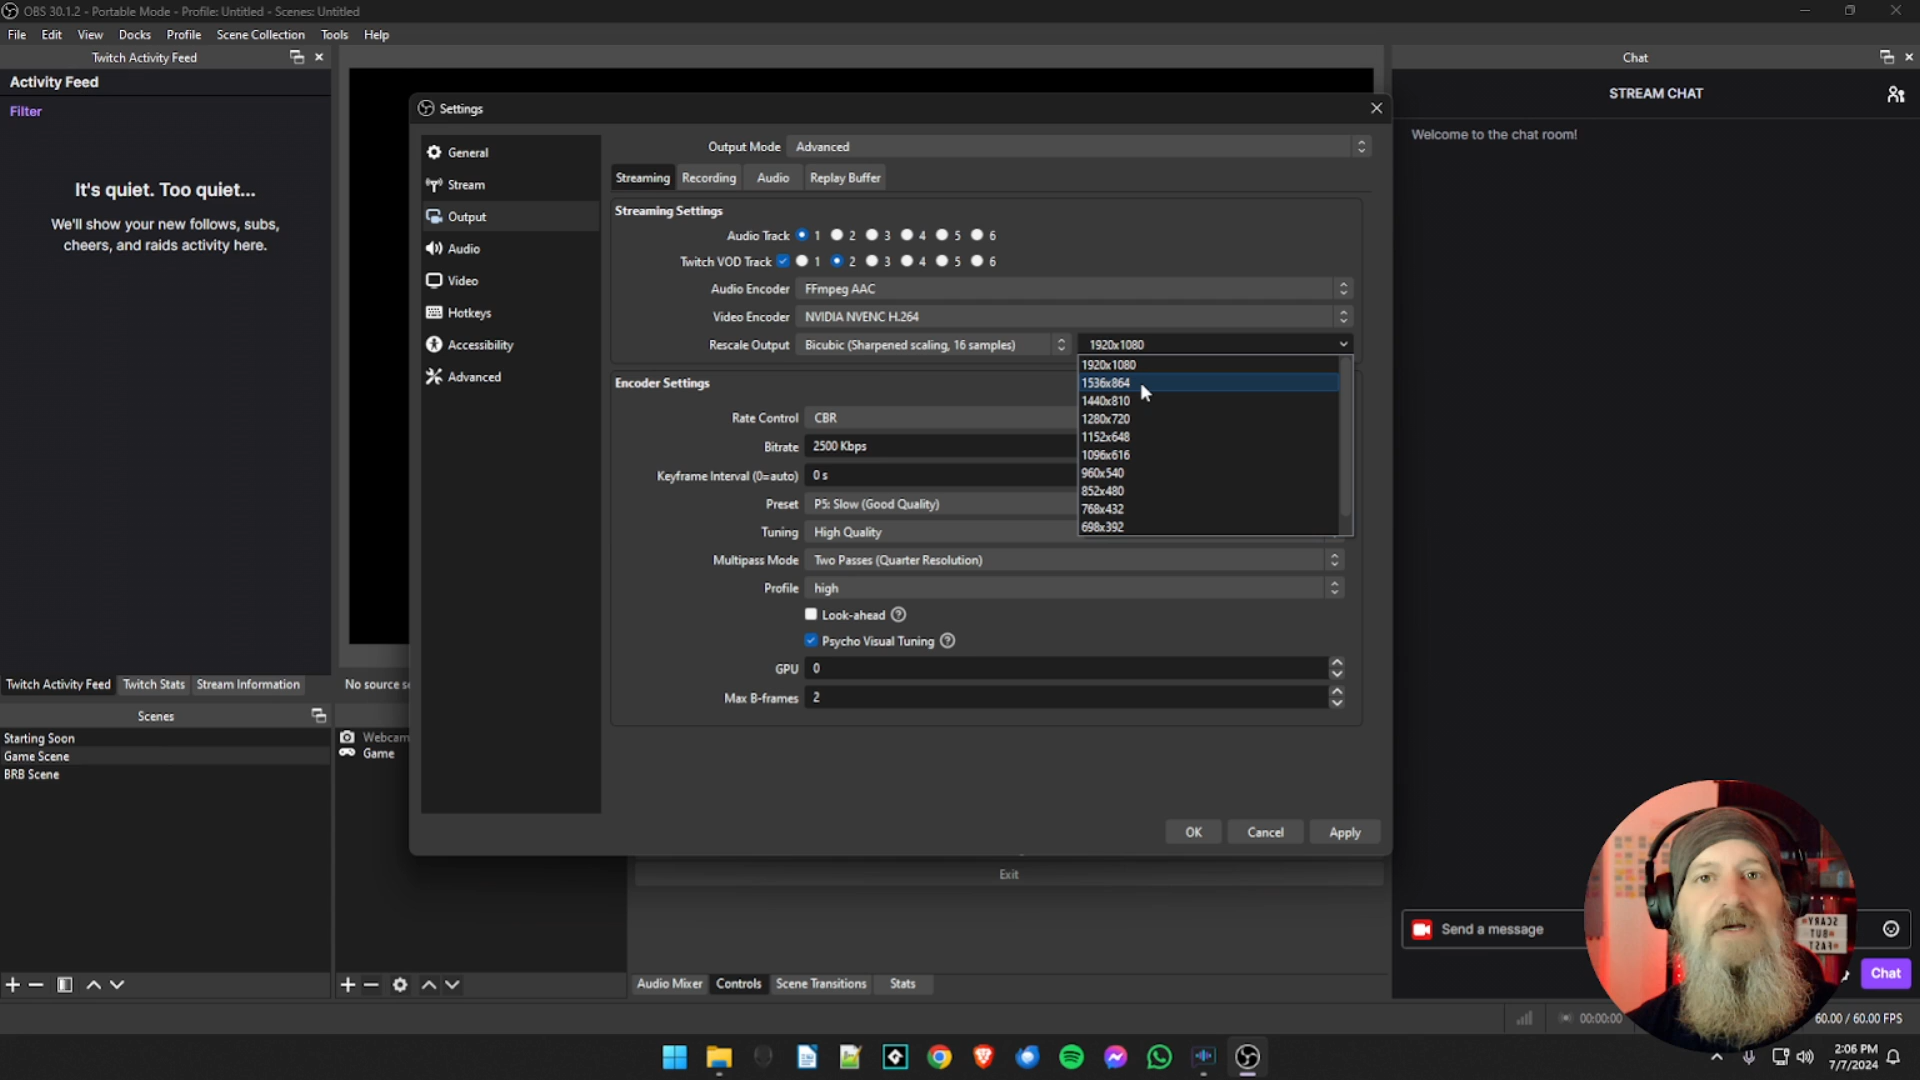 OBS 30.1.2 - Portable Mode - Profile: Untitled - Scenes: Untitled
File Edit View Docks Profile Scene Collection Tools Help
Twitch Activity Feed
Activity Feed
Filter
It's quiet. Too quiet...
We'll show your new follows, subs,
cheers, and raids activity here.
Twitch Activity Feed Twitch Stats Stream Information
No source se
Scenes
Starting Soon
Game Scene
BRB Scene
Webcam
Game
Settings
General
Stream
Output
Audio
Video
Hotkeys
Accessibility
Advanced
Output Mode Advanced
Streaming Recording Audio Replay Buffer
Streaming Settings
Audio Track 1 2 3 4 5 6
Twitch VOD Track 1 2 3 4 5 6
Audio Encoder FFmpeg AAC
Video Encoder NVIDIA NVENC H.264
Rescale Output Bicubic (Sharpened scaling, 16 samples) 1920x1080
1920x1080
1536x864
1440x810
1280x720
1152x648
1096x616
960x540
852x480
768x432
698x392
Encoder Settings
Rate Control CBR
Bitrate 2500 Kbps
Keyframe Interval (0=auto) 0 s
Preset P5: Slow (Good Quality)
Tuning High Quality
Multipass Mode Two Passes (Quarter Resolution)
Profile high
Look-ahead ?
Psycho Visual Tuning ?
GPU 0
Max B-frames 2
OK Cancel Apply
Exit
Audio Mixer Controls Scene Transitions Stats
Chat
STREAM CHAT
Welcome to the chat room!
Send a message
Chat
SCARY
BUT
FAST
00:00:00
60.00 / 60.00 FPS
2:06 PM
7/7/2024